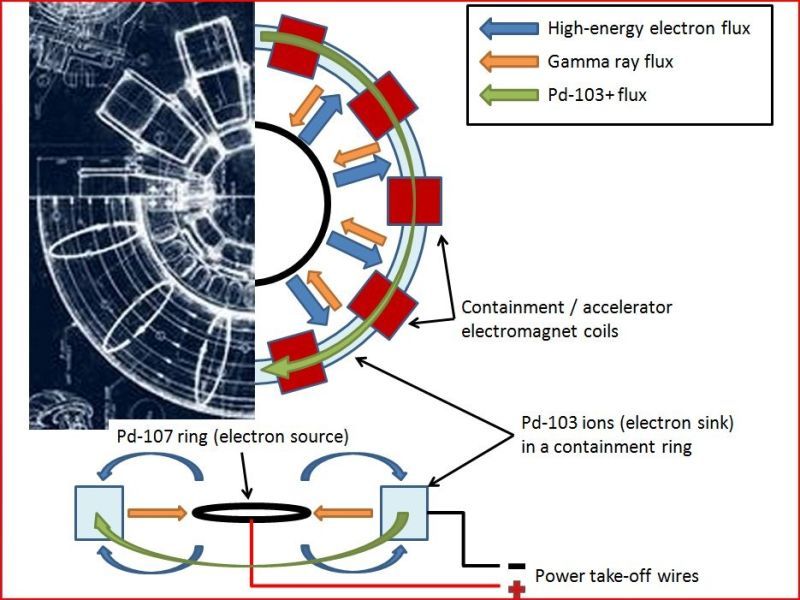 High-energy electron flux
Gamma ray flux
Pd-103+ flux
Containment / accelerator
electromagnet coils
Pd-103 ions (electron sink)
in a containment ring
Pd-107 ring (electron source)
Power take-off wires